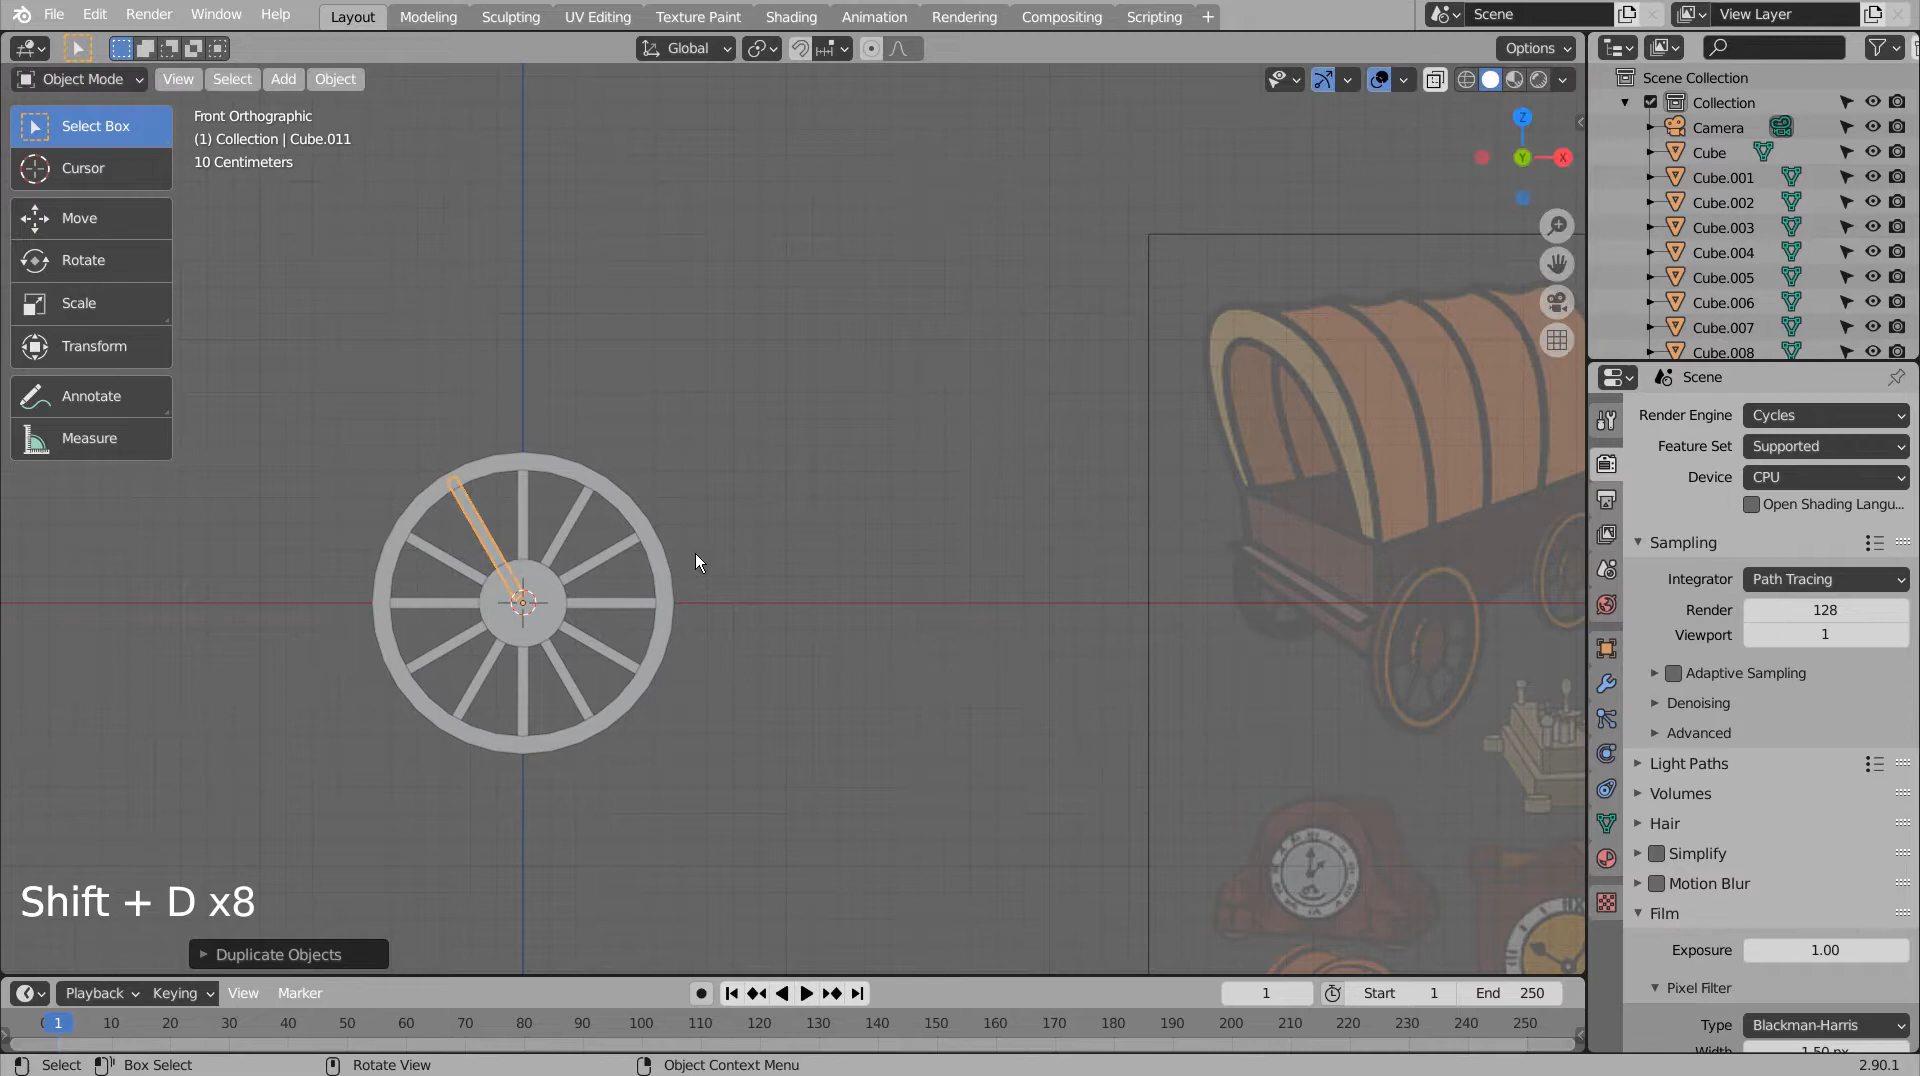 File Edit Render Window Help Layout Modeling Sculpting UV Editing Texture Paint Shading Animation Rendering Compositing Scripting + Scene View Layer
Global Options
Object Mode View Select Add Object
Select Box
Cursor
Move
Rotate
Scale
Transform
Annotate
Measure
Front Orthographic
(1) Collection | Cube.011
10 Centimeters
Z
Y
X
Scene Collection
Collection
Camera
Cube
Cube.001
Cube.002
Cube.003
Cube.004
Cube.005
Cube.006
Cube.007
Cube.008
Scene
Render Engine Cycles
Feature Set Supported
Device CPU
Open Shading Langu...
Sampling
Integrator Path Tracing
Render 128
Viewport 1
Adaptive Sampling
Denoising
Advanced
Light Paths
Volumes
Hair
Simplify
Motion Blur
Film
Exposure 1.00
Pixel Filter
Type Blackman-Harris
Width 1.50 px
Shift + D x8
Duplicate Objects
Playback Keying View Marker 1 Start 1 End 250
0 1 10 20 30 40 50 60 70 80 90 100 110 120 130 140 150 160 170 180 190 200 210 220 230 240 250
Select Box Select Rotate View Object Context Menu 2.90.1